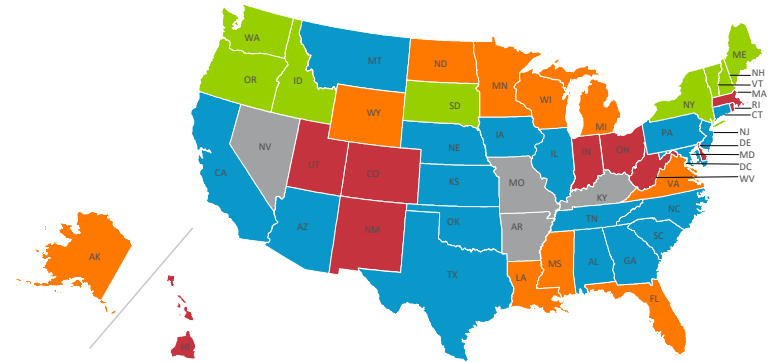 WA
MT
ND
MN
ME
OR
ID
SD
WI
NY
NH
VT
MA
RI
CT
WY
MI
IA
NE
PA
NJ
DE
MD
DC
WV
NV
UT
CO
IL
IN
OH
CA
KS
MO
KY
VA
AZ
NM
OK
AR
TN
NC
SC
TX
LA
MS
AL
GA
FL
AK
HI